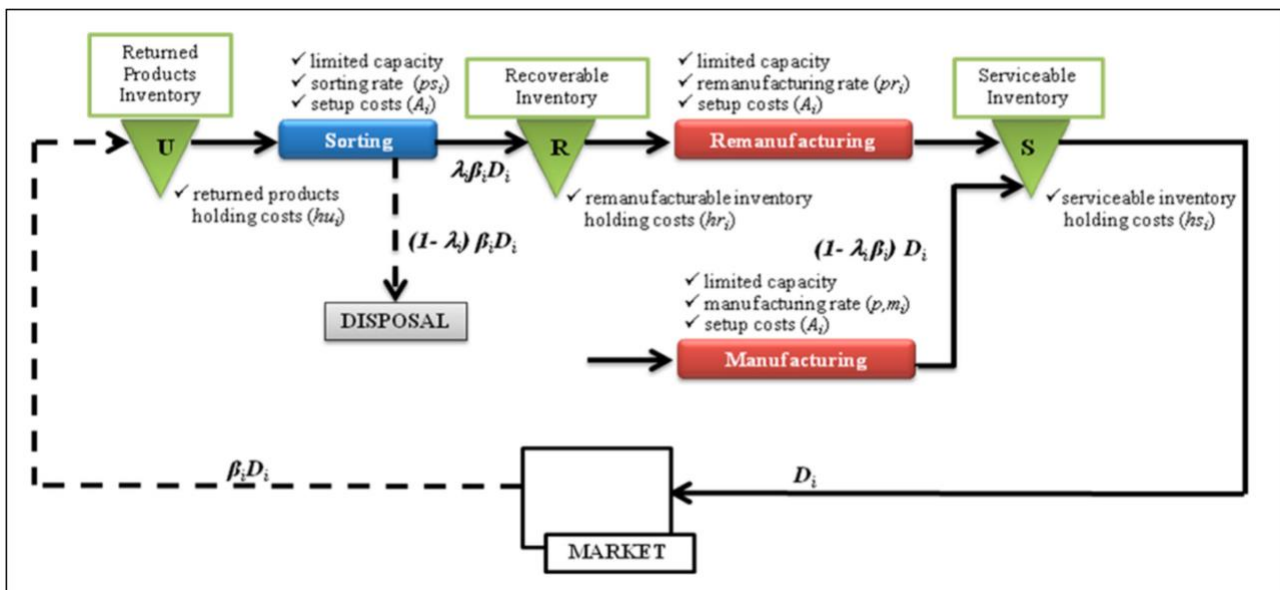 Returned
Products
Inventory
✓ limited capacity
✓ sorting rate (psᵢ)
✓ setup costs (Aᵢ)
Recoverable
Inventory
✓ limited capacity
✓ remanufacturing rate (prᵢ)
✓ setup costs (Aᵢ)
Serviceable
Inventory
U
Sorting
R
Remanufacturing
S
λᵢβᵢDᵢ
✓ returned products
holding costs (huᵢ)
✓ remanufacturable inventory
holding costs (hrᵢ)
✓ serviceable inventory
holding costs (hsᵢ)
(1- λᵢ) βᵢDᵢ
(1- λᵢβᵢ) Dᵢ
✓ limited capacity
✓ manufacturing rate (p,mᵢ)
✓ setup costs (Aᵢ)
DISPOSAL
Manufacturing
βᵢDᵢ
Dᵢ
MARKET